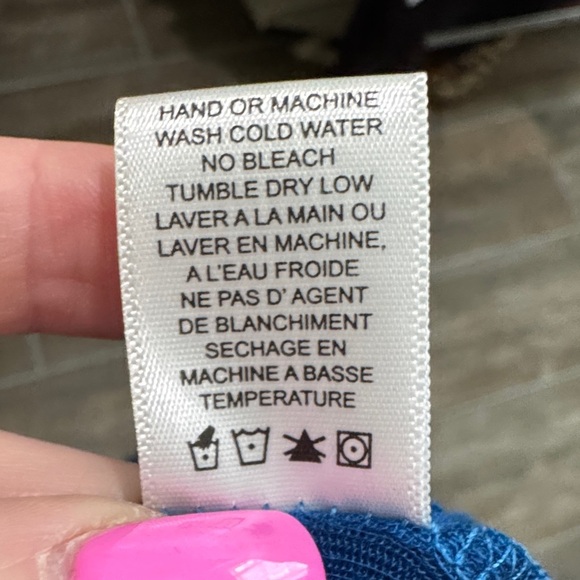 HAND OR MACHINE
WASH COLD WATER
NO BLEACH
TUMBLE DRY LOW
LAVER A LA MAIN OU
LAVER EN MACHINE,
A L'EAU FROIDE
NE PAS D' AGENT
DE BLANCHIMENT
SECHAGE EN
MACHINE A BASSE
TEMPERATURE